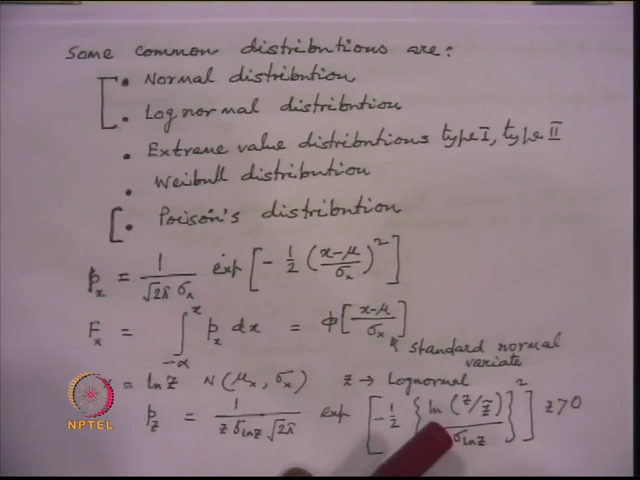 Some common distributions are:
• Normal distribution
• Lognormal distribution
• Extreme value distributions type I, type II
• Weibull distribution
• Poison's distribution
p_x = 1/(√2π σ_x) exp[-1/2 ((x-μ)/σ_x)^2]
F_x = ∫_{-α}^{x} p_x dx = φ[(x-μ)/σ_x]
standard normal variate
= ln z N(μ_x, σ_x) z → Lognormal
p_z = 1/(z σ_ln z √2π) exp[-1/2 {ln(z/z̃)/σ_ln z}^2] z>0
NPTEL